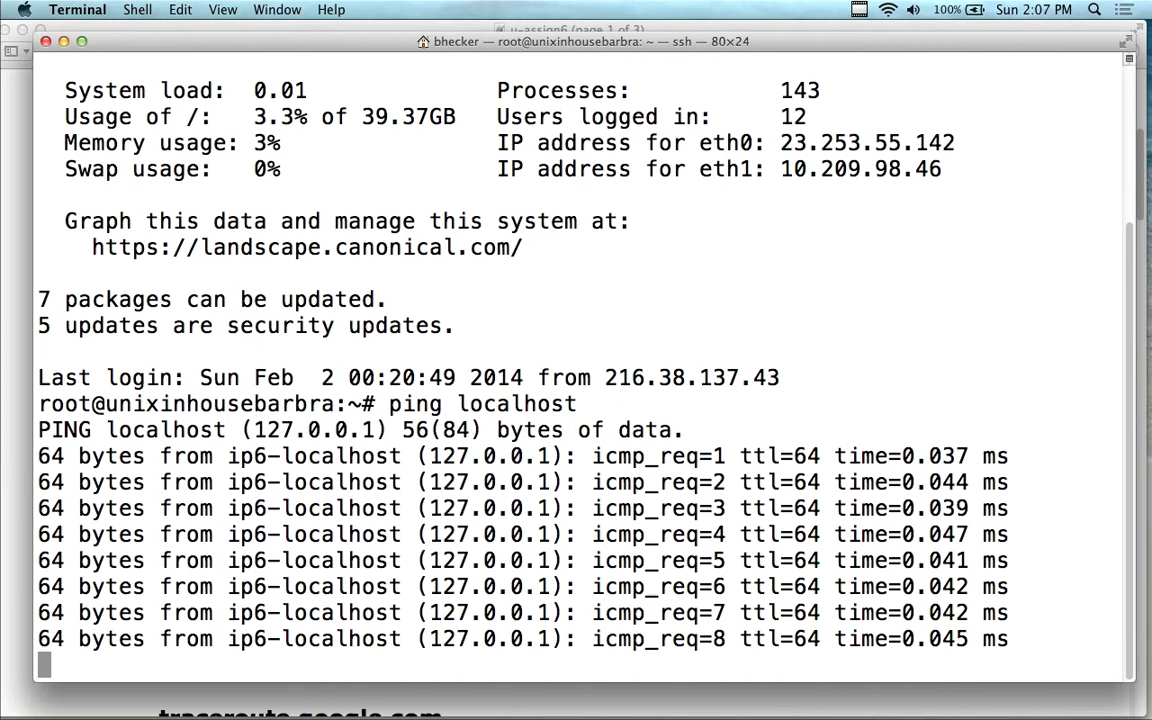 Terminal Shell Edit View Window Help 100% Sun 2:07 PM
u-assign6 (page 1 of 3)
bhecker — root@unixinhousebarbra: ~ — ssh — 80×24
System load: 0.01 Processes: 143
Usage of /: 3.3% of 39.37GB Users logged in: 12
Memory usage: 3% IP address for eth0: 23.253.55.142
Swap usage: 0% IP address for eth1: 10.209.98.46
Graph this data and manage this system at:
https://landscape.canonical.com/
7 packages can be updated.
5 updates are security updates.
Last login: Sun Feb  2 00:20:49 2014 from 216.38.137.43
root@unixinhousebarbra:~# ping localhost
PING localhost (127.0.0.1) 56(84) bytes of data.
64 bytes from ip6-localhost (127.0.0.1): icmp_req=1 ttl=64 time=0.037 ms
64 bytes from ip6-localhost (127.0.0.1): icmp_req=2 ttl=64 time=0.044 ms
64 bytes from ip6-localhost (127.0.0.1): icmp_req=3 ttl=64 time=0.039 ms
64 bytes from ip6-localhost (127.0.0.1): icmp_req=4 ttl=64 time=0.047 ms
64 bytes from ip6-localhost (127.0.0.1): icmp_req=5 ttl=64 time=0.041 ms
64 bytes from ip6-localhost (127.0.0.1): icmp_req=6 ttl=64 time=0.042 ms
64 bytes from ip6-localhost (127.0.0.1): icmp_req=7 ttl=64 time=0.042 ms
64 bytes from ip6-localhost (127.0.0.1): icmp_req=8 ttl=64 time=0.045 ms
traceroute google.com